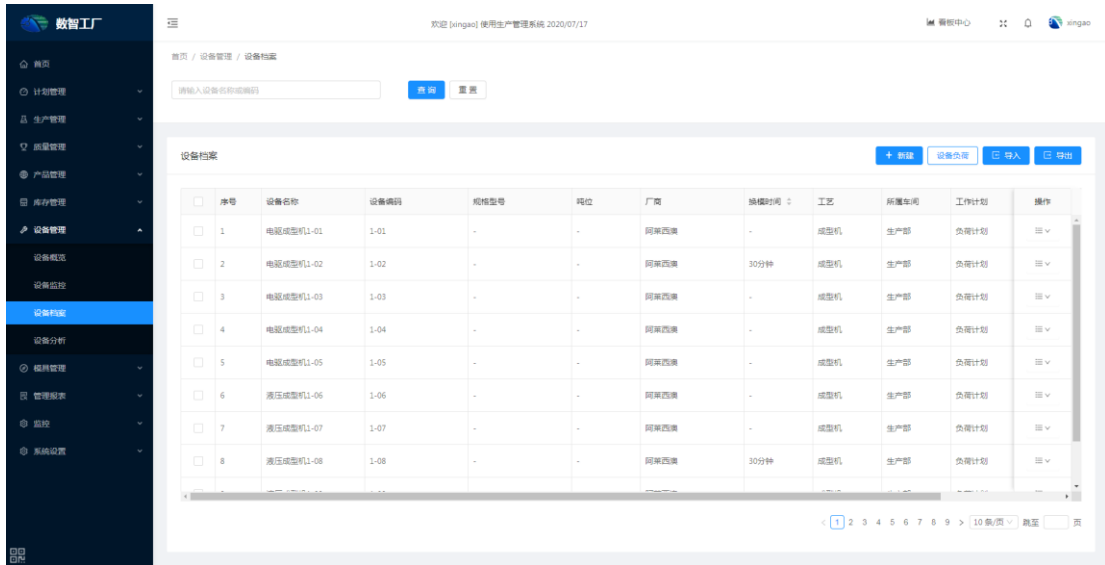 数智工厂
欢迎 [xingao] 使用生产管理系统 2020/07/17
看板中心
xingao
首页
计划管理
生产管理
质量管理
产品管理
库存管理
设备管理
设备概览
设备监控
设备档案
设备分析
模具管理
管理报表
监控
系统设置
首页 / 设备管理 / 设备档案
请输入设备名称或编码
查 询 重 置
设备档案
+ 新建 设备负荷 导入 导出
序号 设备名称 设备编码 规格型号 吨位 厂商 换模时间 工艺 所属车间 工作计划 操作
1 电驱成型机1-01 1-01 - - 阿莱西澳 - 成型机 生产部 负荷计划
2 电驱成型机1-02 1-02 - - 阿莱西澳 30分钟 成型机 生产部 负荷计划
3 电驱成型机1-03 1-03 - - 阿莱西澳 - 成型机 生产部 负荷计划
4 电驱成型机1-04 1-04 - - 阿莱西澳 - 成型机 生产部 负荷计划
5 电驱成型机1-05 1-05 - - 阿莱西澳 - 成型机 生产部 负荷计划
6 液压成型机1-06 1-06 - - 阿莱西澳 - 成型机 生产部 负荷计划
7 液压成型机1-07 1-07 - - 阿莱西澳 - 成型机 生产部 负荷计划
8 液压成型机1-08 1-08 - - 阿莱西澳 30分钟 成型机 生产部 负荷计划
< 1 2 3 4 5 6 7 8 9 > 10 条/页 跳至 页